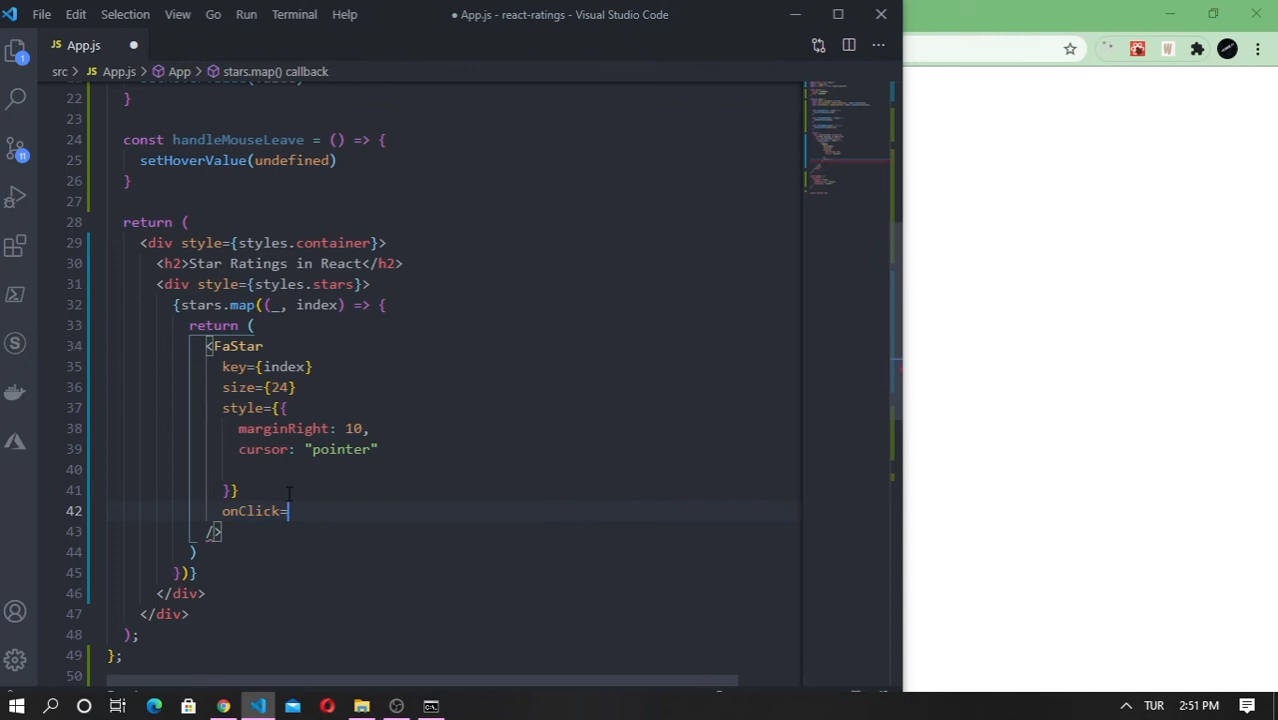 File Edit Selection View Go Run Terminal Help
● App.js - react-ratings - Visual Studio Code
JS App.js ●
src > JS App.js > App > stars.map() callback
22 }
23
24 const handleMouseLeave = () => {
25 setHoverValue(undefined)
26 }
27
28 return (
29 <div style={styles.container}>
30 <h2>Star Ratings in React</h2>
31 <div style={styles.stars}>
32 {stars.map((_, index) => {
33 return (
34 <FaStar
35 key={index}
36 size={24}
37 style={{
38 marginRight: 10,
39 cursor: "pointer"
40
41 }}
42 onClick=
43 />
44 )
45 })}
46 </div>
47 </div>
48 );
49 };
50
1
11
TUR 2:51 PM